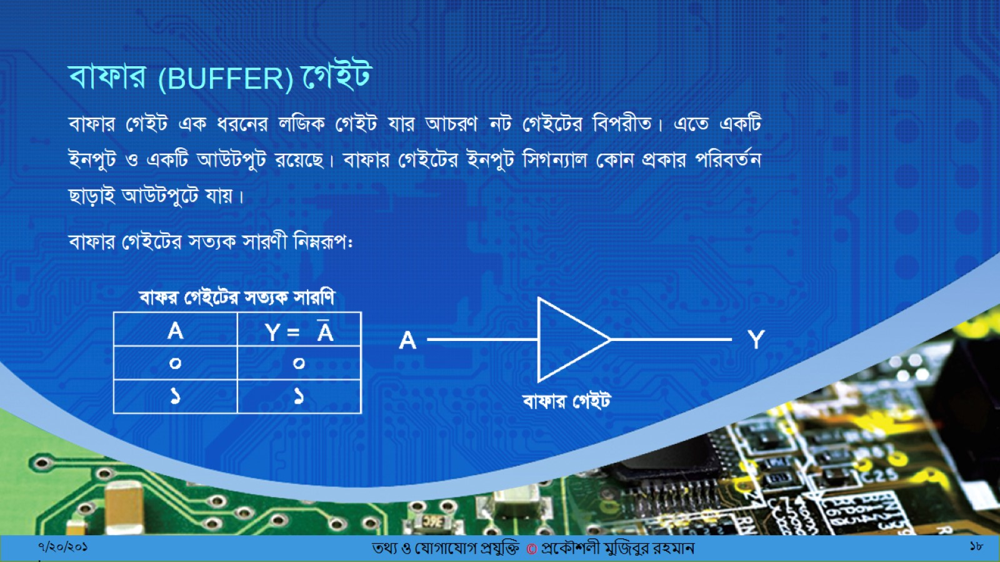 বাফার (BUFFER) গেইট
বাফার গেইট এক ধরনের লজিক গেইট যার আচরণ নট গেইটের বিপরীত। এতে একটি
ইনপুট ও একটি আউটপুট রয়েছে। বাফার গেইটের ইনপুট সিগন্যাল কোন প্রকার পরিবর্তন
ছাড়াই আউটপুটে যায়।
বাফার গেইটের সত্যক সারণী নিম্নরূপ:
বাফর গেইটের সত্যক সারণি
A Y = A̅
০ ০
১ ১
A Y
বাফার গেইট
C25
৭/২০/২০১
তথ্য ও যোগাযোগ প্রযুক্তি © প্রকৌশলী মুজিবুর রহমান
১৮